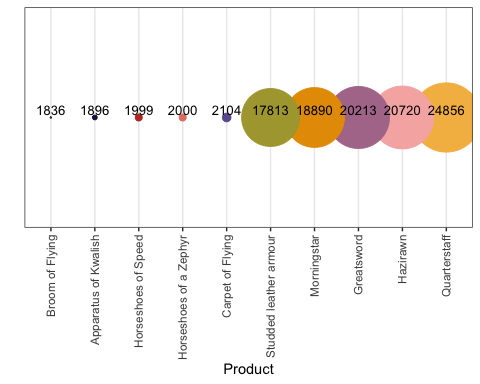 1836 1896 1999 2000 2104 17813 18890 20213 20720 24856
Broom of Flying
Apparatus of Kwalish
Horseshoes of Speed
Horseshoes of a Zephyr
Carpet of Flying
Studded leather armour
Morningstar
Greatsword
Hazirawn
Quarterstaff
Product